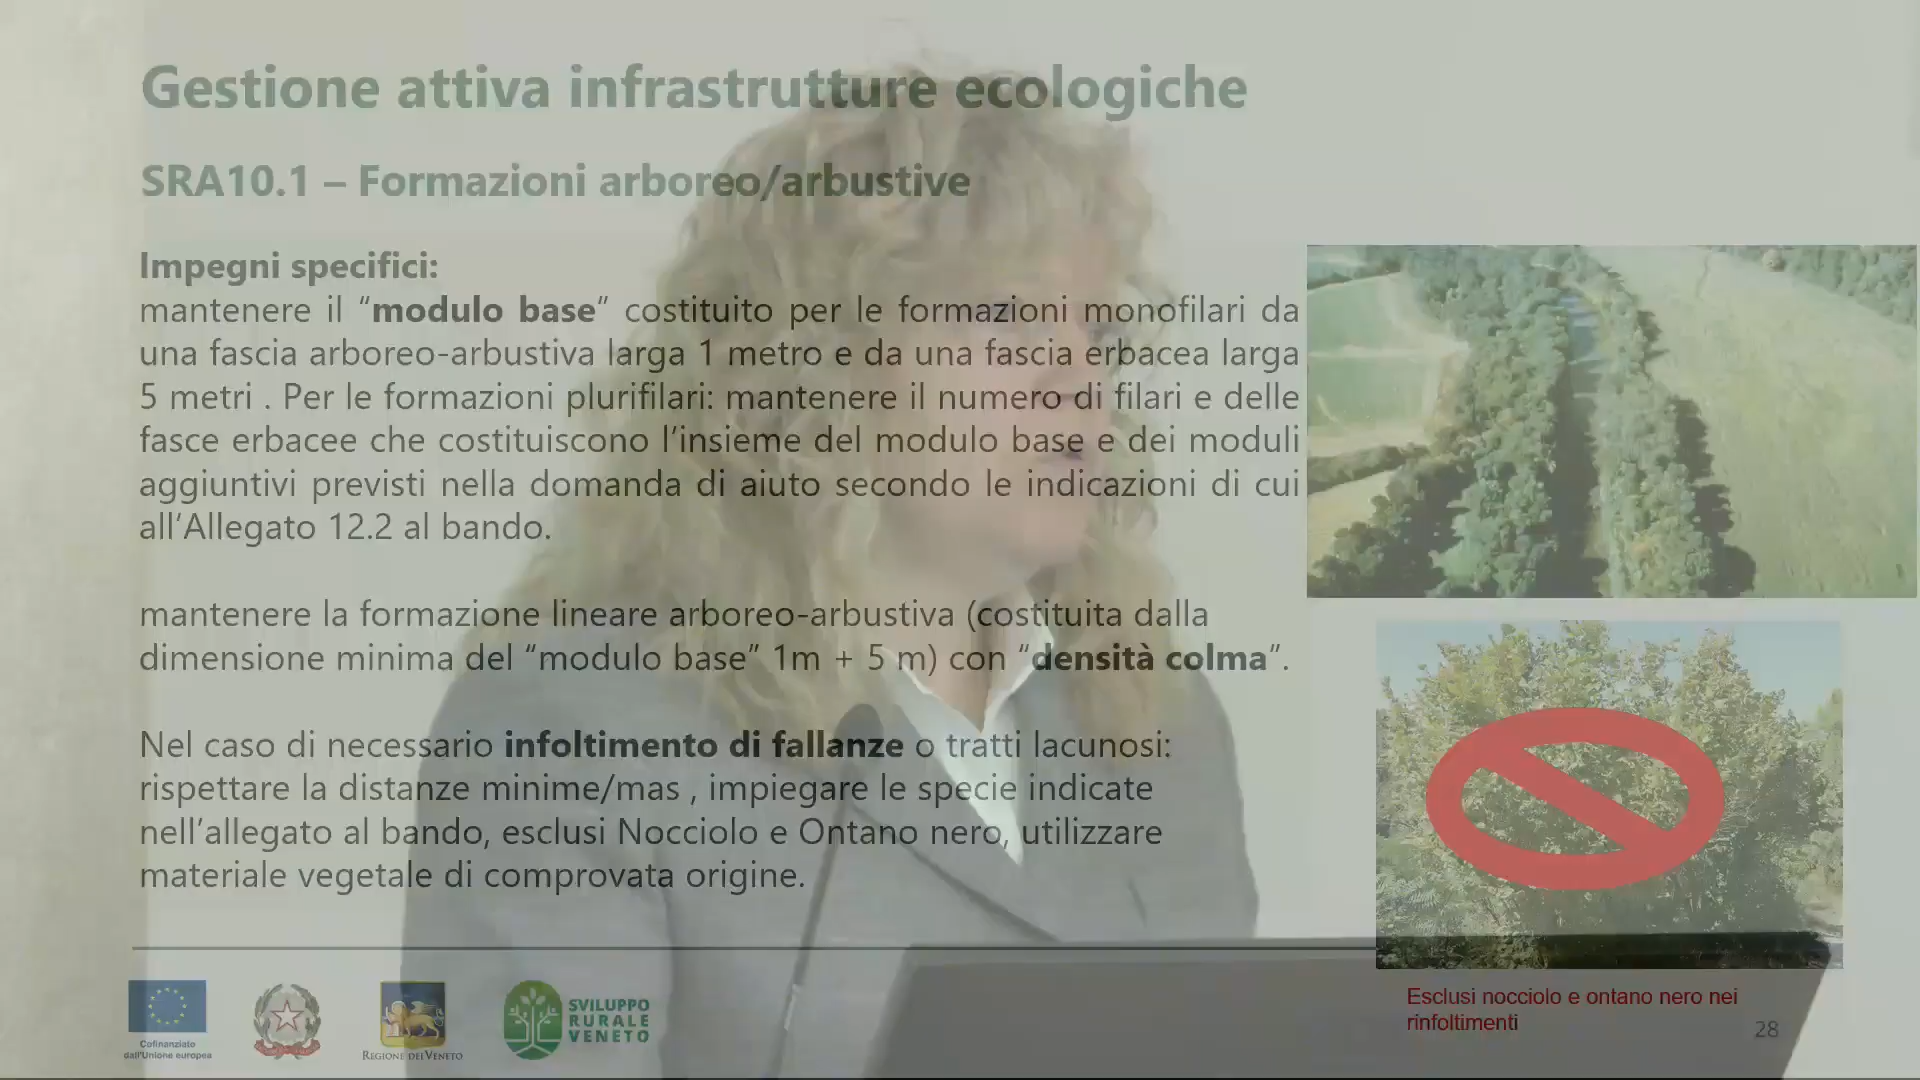 Gestione attiva infrastrutture ecologiche
SRA10.1 – Formazioni arboreo/arbustive
Impegni specifici:
mantenere il “modulo base” costituito per le formazioni monofilari da
una fascia arboreo-arbustiva larga 1 metro e da una fascia erbacea larga
5 metri . Per le formazioni plurifilari: mantenere il numero di filari e delle
fasce erbacee che costituiscono l’insieme del modulo base e dei moduli
aggiuntivi previsti nella domanda di aiuto secondo le indicazioni di cui
all’Allegato 12.2 al bando.
mantenere la formazione lineare arboreo-arbustiva (costituita dalla
dimensione minima del “modulo base” 1m + 5 m) con “densità colma”.
Nel caso di necessario infoltimento di fallanze o tratti lacunosi:
rispettare la distanze minime/mas , impiegare le specie indicate
nell’allegato al bando, esclusi Nocciolo e Ontano nero, utilizzare
materiale vegetale di comprovata origine.
Esclusi nocciolo e ontano nero nei
rinfoltimenti
Cofinanziato
dall'Unione europea
REGIONE DEL VENETO
SVILUPPO
RURALE
VENETO
28